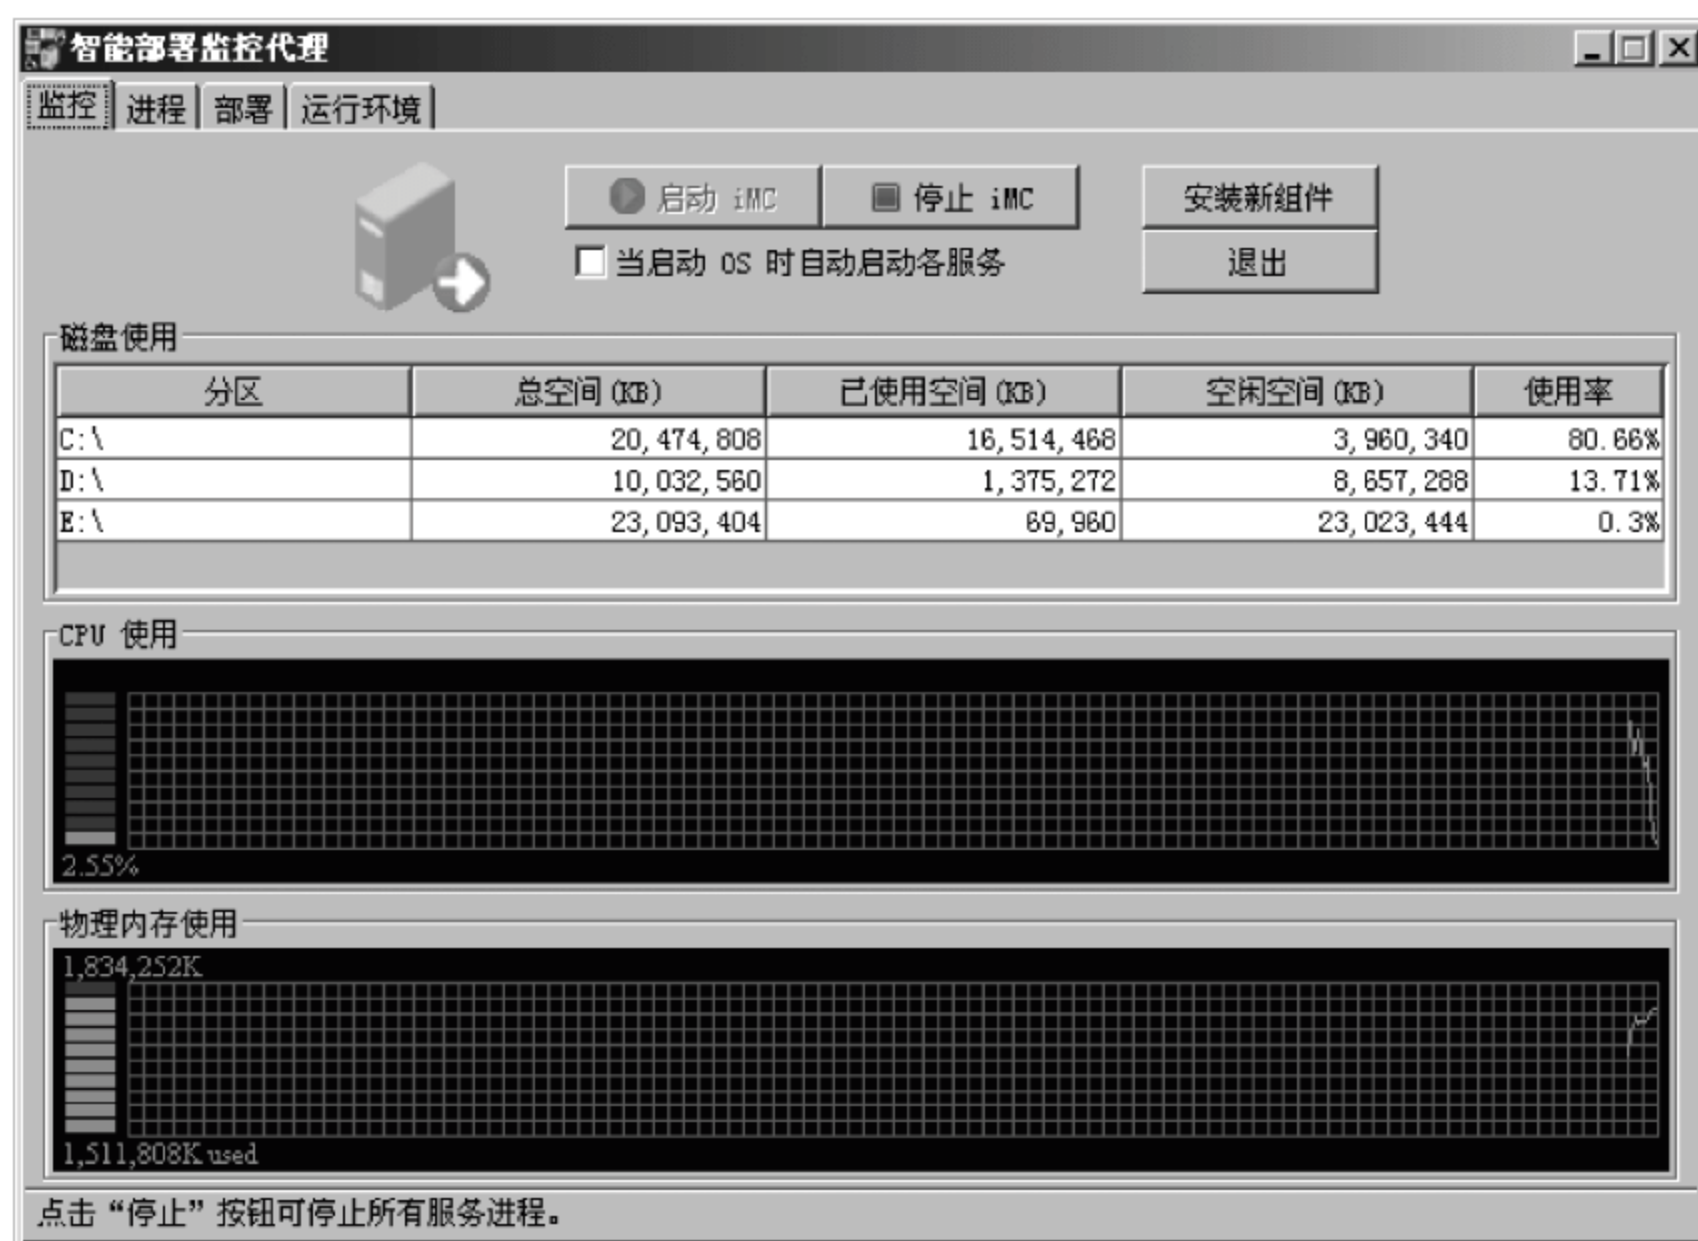 智能部署监控代理
监控 进程 部署 运行环境
启动 iMC 停止 iMC 安装新组件
当启动 OS 时自动启动各服务 退出
磁盘使用
分区 总空间(KB) 已使用空间(KB) 空闲空间(KB) 使用率
C:\ 20,474,808 16,514,468 3,960,340 80.66%
D:\ 10,032,560 1,375,272 8,657,288 13.71%
E:\ 23,093,404 69,960 23,023,444 0.3%
CPU 使用
2.55%
物理内存使用
1,834,252K
1,511,808K used
点击“停止”按钮可停止所有服务进程。